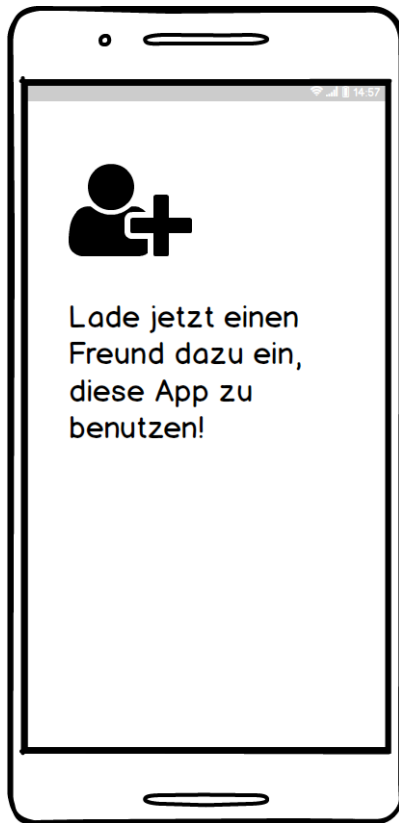 14:57
Lade jetzt einen
Freund dazu ein,
diese App zu
benutzen!